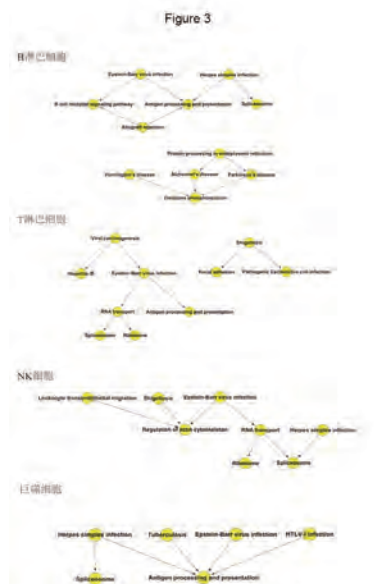 Figure 3
B淋巴細胞
Epstein-Barr virus infection
Herpes simplex infection
B cell receptor signaling pathway
Antigen processing and presentation
Spliceosome
Allograft rejection
Protein processing in endoplasmic reticulum
Huntington's disease
Alzheimer's disease
Parkinson's disease
Oxidative phosphorylation
T淋巴細胞
Viral carcinogenesis
Shigellosis
Hepatitis B
Epstein-Barr virus infection
Focal adhesion
Pathogenic Escherichia coli infection
RNA transport
Antigen processing and presentation
Spliceosome
Ribosome
NK細胞
Leukocyte transendothelial migration
Shigellosis
Epstein-Barr virus infection
Regulation of actin cytoskeleton
RNA transport
Herpes simplex infection
Ribosome
Spliceosome
巨噬細胞
Herpes simplex infection
Tuberculosis
Epstein-Barr virus infection
HTLV-I infection
Spliceosome
Antigen processing and presentation